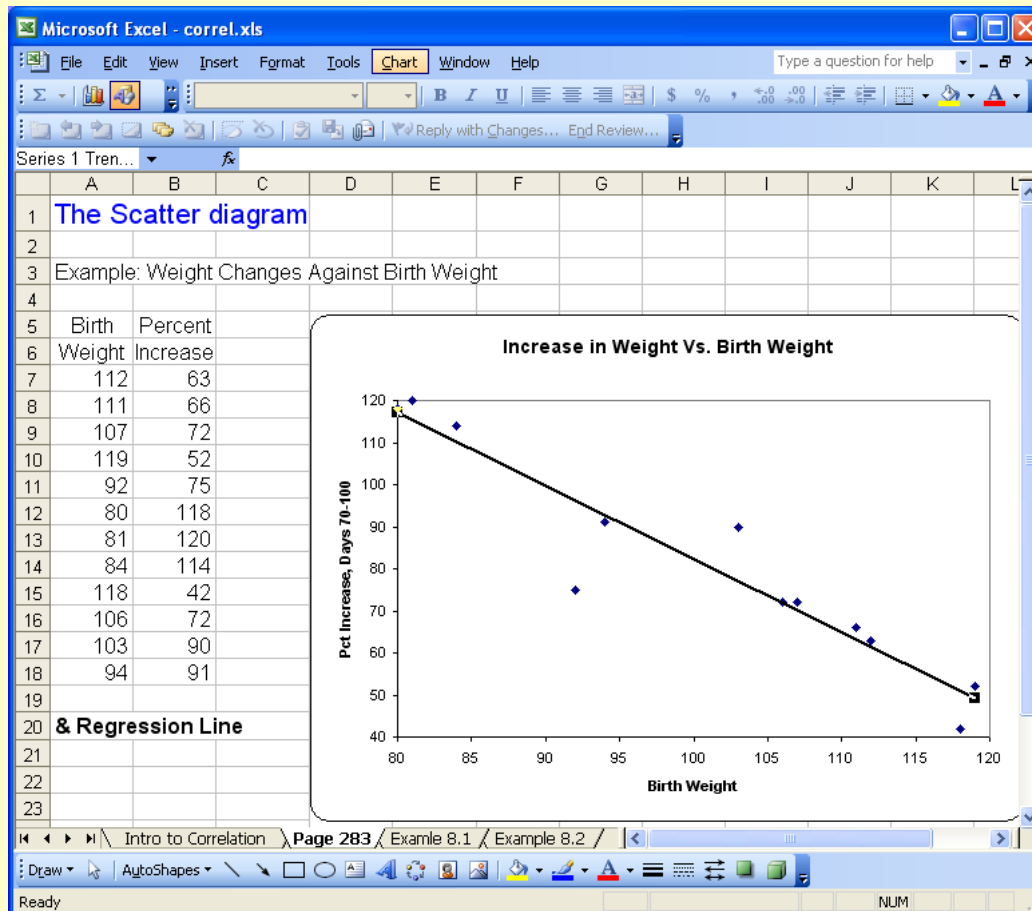 Microsoft Excel - correl.xls
File Edit View Insert Format Tools Chart Window Help Type a question for help
Σ B I U $ % , A
Reply with Changes... End Review...
Series 1 Tren... fx
A B C D E F G H I J K L
1 The Scatter diagram
2
3 Example: Weight Changes Against Birth Weight
4
5 Birth Percent
6 Weight Increase
7 112 63
8 111 66
9 107 72
10 119 52
11 92 75
12 80 118
13 81 120
14 84 114
15 118 42
16 106 72
17 103 90
18 94 91
19
20 & Regression Line
21
22
23
Increase in Weight Vs. Birth Weight
Pct Increase, Days 70-100
120
110
100
90
80
70
60
50
40
80 85 90 95 100 105 110 115 120
Birth Weight
Intro to Correlation Page 283 Examle 8.1 Example 8.2
Draw AutoShapes A A
Ready NUM